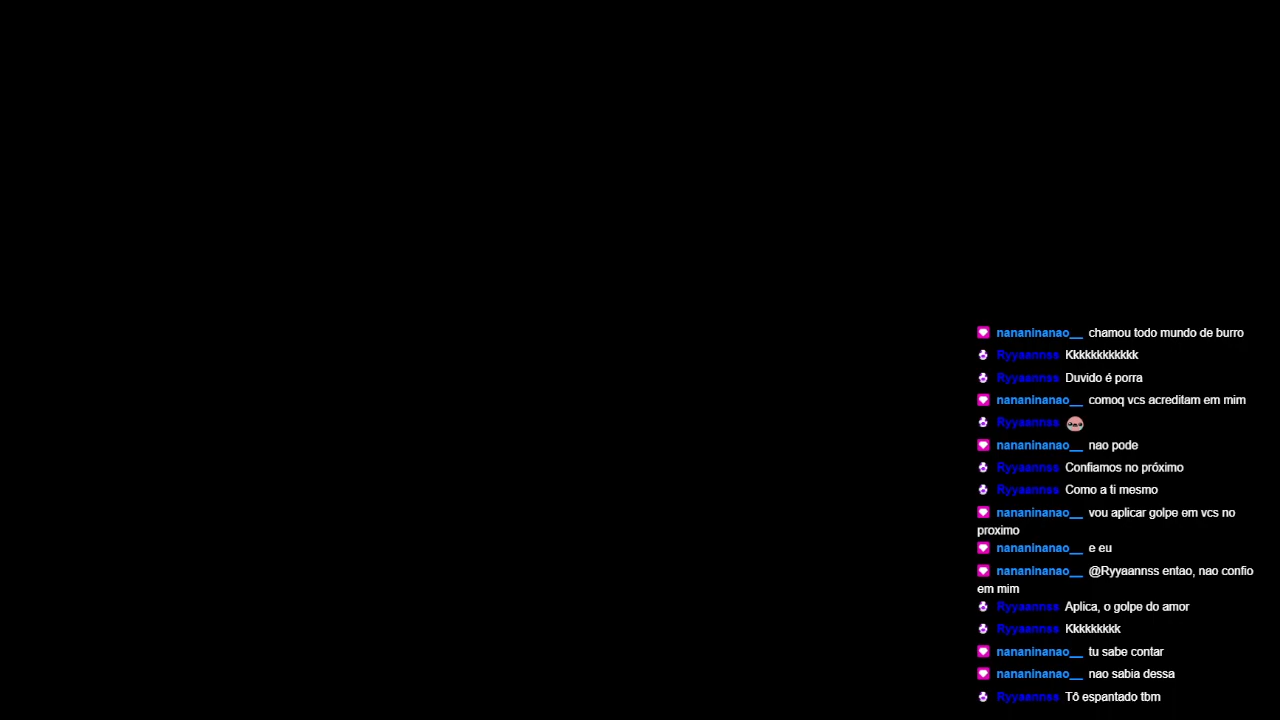 nananinanao__ chamou todo mundo de burro
Ryyaannss Kkkkkkkkkkkk
Ryyaannss Duvido é porra
nananinanao__ comoq vcs acreditam em mim
Ryyaannss
nananinanao__ nao pode
Ryyaannss Confiamos no próximo
Ryyaannss Como a ti mesmo
nananinanao__ vou aplicar golpe em vcs no
proximo
nananinanao__ e eu
nananinanao__ @Ryyaannss entao, nao confio
em mim
Ryyaannss Aplica, o golpe do amor
Ryyaannss Kkkkkkkkk
nananinanao__ tu sabe contar
nananinanao__ nao sabia dessa
Ryyaannss Tô espantado tbm